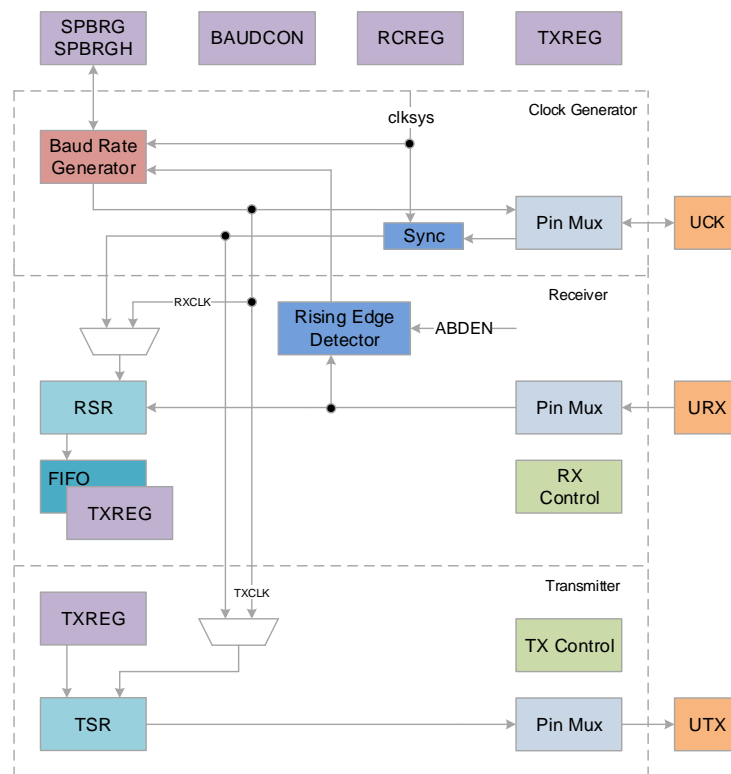 SPBRG
SPBRGH
BAUDCON
RCREG
TXREG
clksys
Clock Generator
Baud Rate
Generator
Sync
Pin Mux
UCK
Receiver
RXCLK
Rising Edge
Detector
ABDEN
RSR
Pin Mux
URX
FIFO
TXREG
RX
Control
Transmitter
TXCLK
TXREG
TX Control
TSR
Pin Mux
UTX